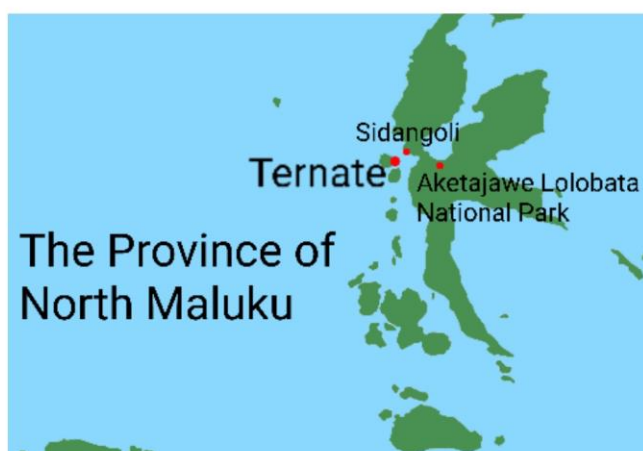 Sidangoli
Ternate
Aketajawe Lolobata
National Park
The Province of
North Maluku